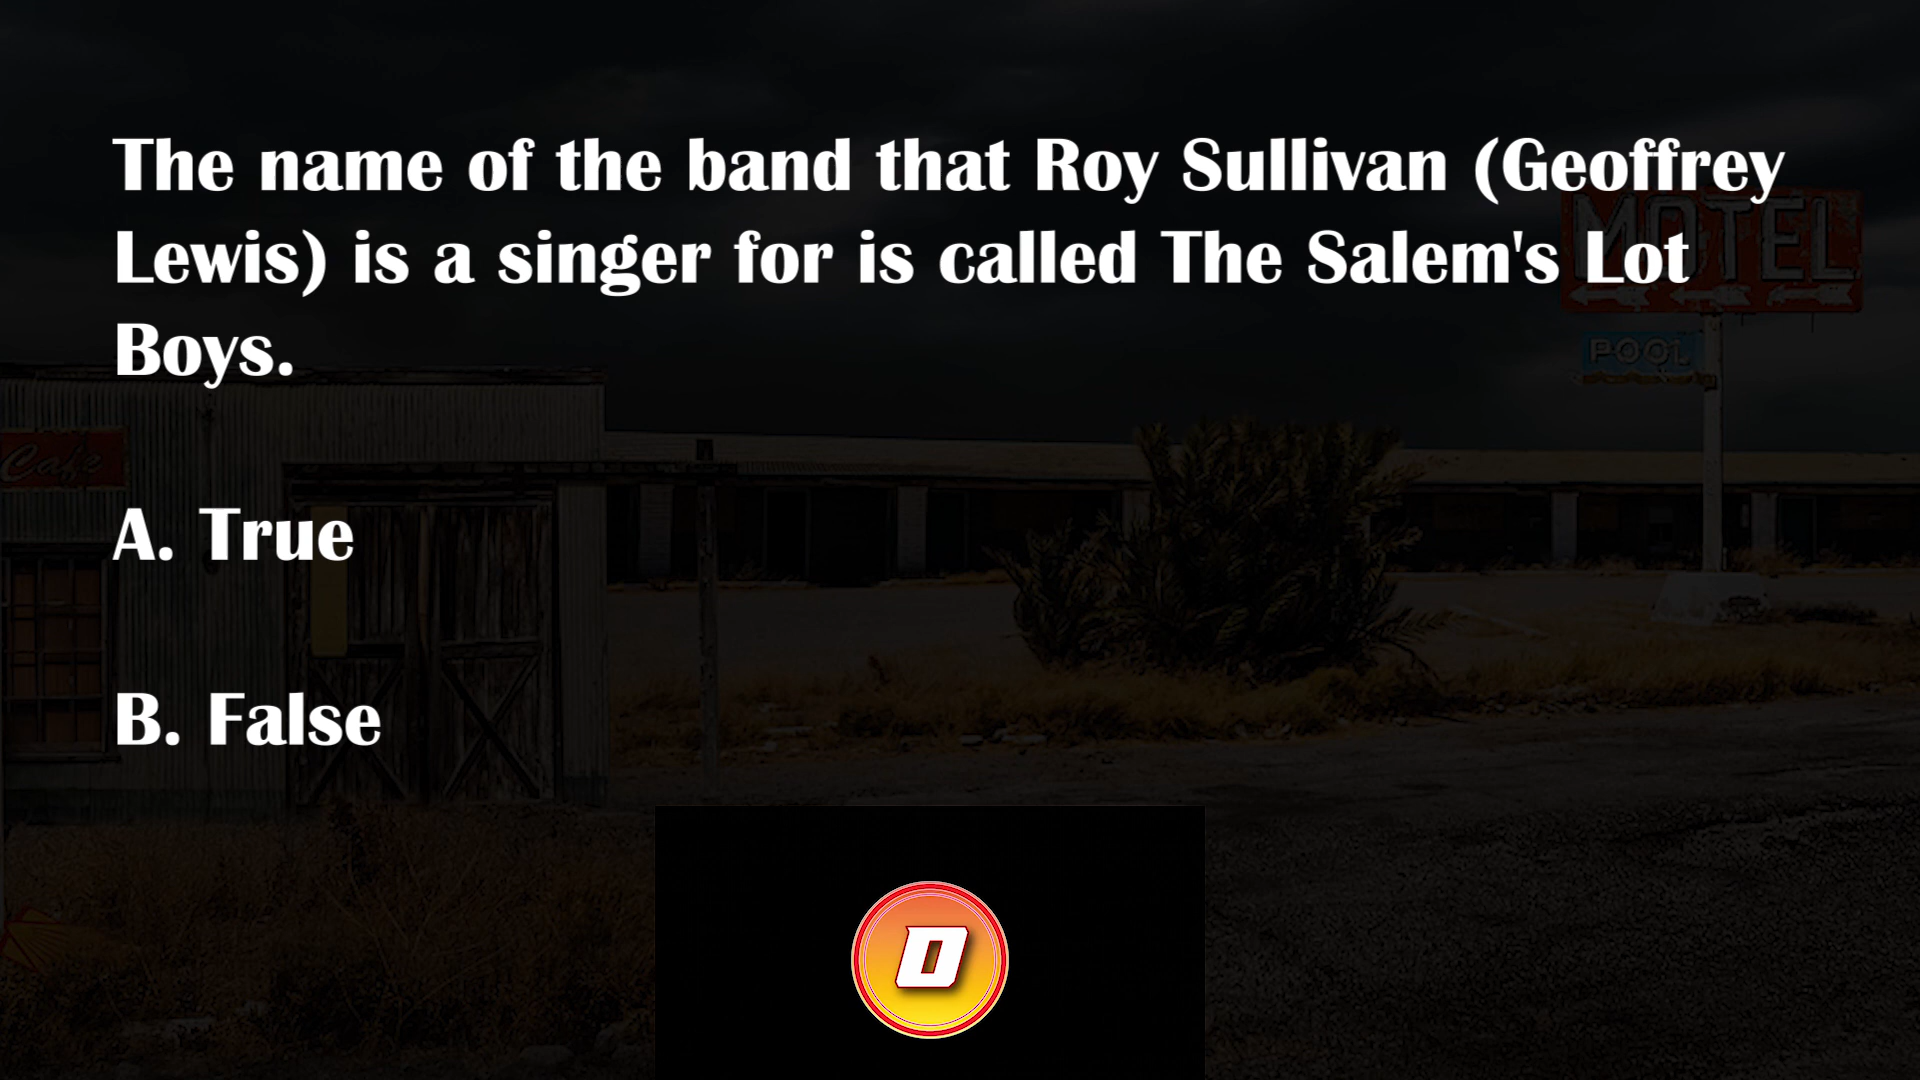 The name of the band that Roy Sullivan (Geoffrey
Lewis) is a singer for is called The Salem's Lot
Boys.
MOTEL
POOL
Cafe
A. True
B. False
0